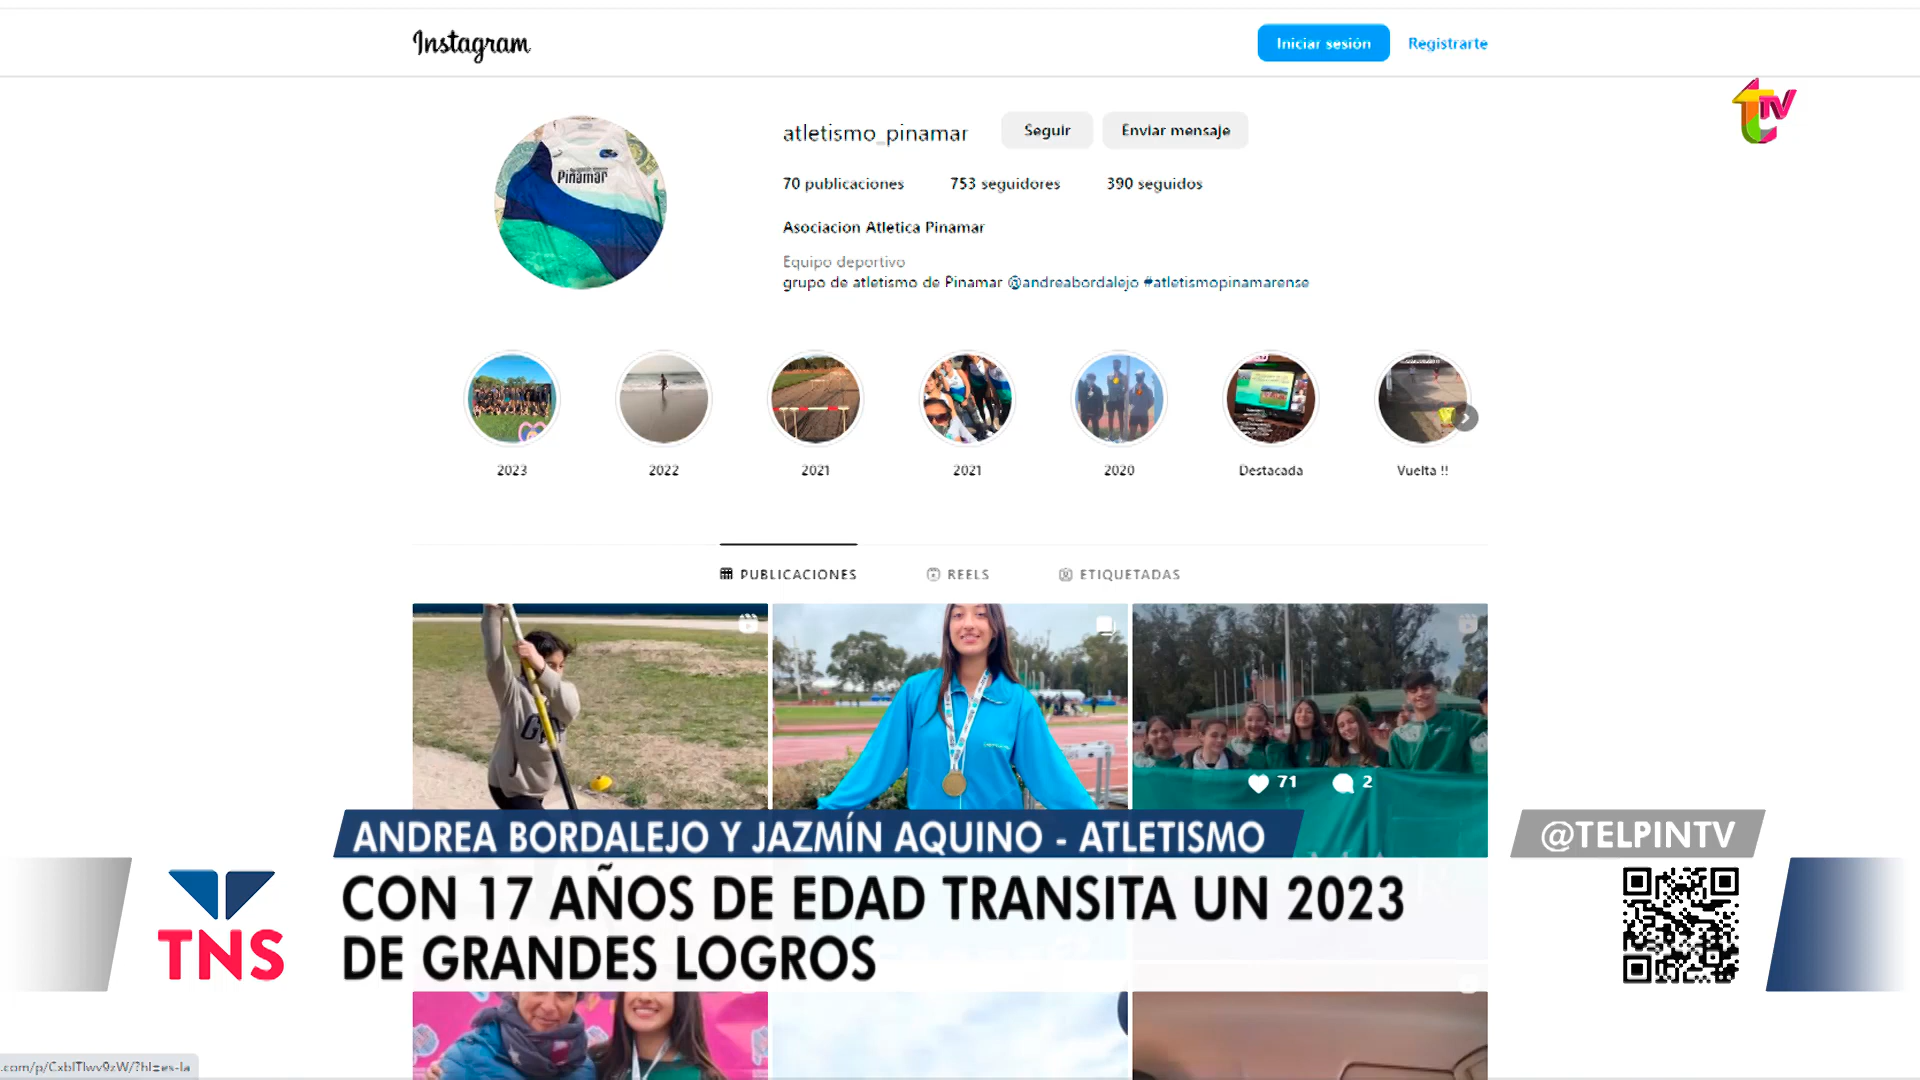 Instagram
Iniciar sesión
Registrarte
TV
atletismo_pinamar
Seguir
Enviar mensaje
70 publicaciones
753 seguidores
390 seguidos
Asociacion Atletica Pinamar
Equipo deportivo
grupo de atletismo de Pinamar @andreabordalejo #atletismopinamarense
Pinamar
2023
2022
2021
2021
2020
Destacada
Vuelta !!
PUBLICACIONES
REELS
ETIQUETADAS
71
2
ANDREA BORDALEJO Y JAZMÍN AQUINO - ATLETISMO
@TELPINTV
TNS
CON 17 AÑOS DE EDAD TRANSITA UN 2023
DE GRANDES LOGROS